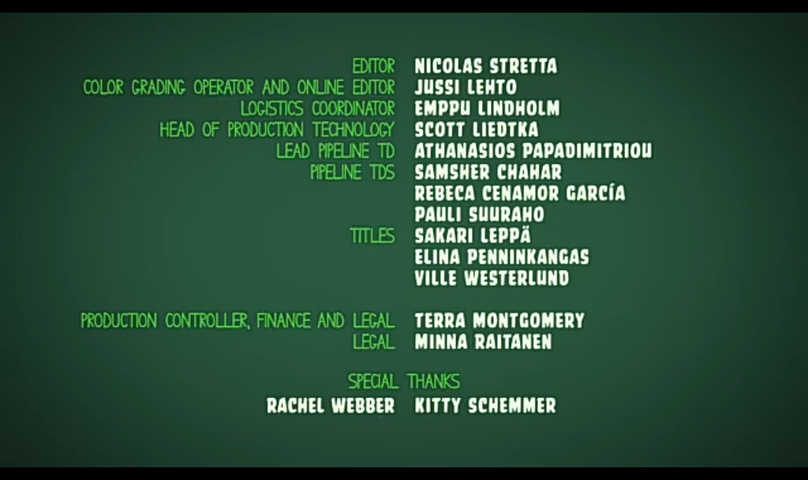 EDITOR NICOLAS STRETTA
COLOR GRADING OPERATOR AND ONLINE EDITOR JUSSI LEHTO
LOGISTICS COORDINATOR EMPPU LINDHOLM
HEAD OF PRODUCTION TECHNOLOGY SCOTT LIEDTKA
LEAD PIPELINE TD ATHANASIOS PAPADIMITRIOU
PIPELINE TDS SAMSHER CHAHAR
REBECA CENAMOR GARCÍA
PAULI SUURAHO
TITLES SAKARI LEPPÄ
ELINA PENNINKANGAS
VILLE WESTERLUND
PRODUCTION CONTROLLER, FINANCE AND LEGAL TERRA MONTGOMERY
LEGAL MINNA RAITANEN
SPECIAL THANKS
RACHEL WEBBER KITTY SCHEMMER